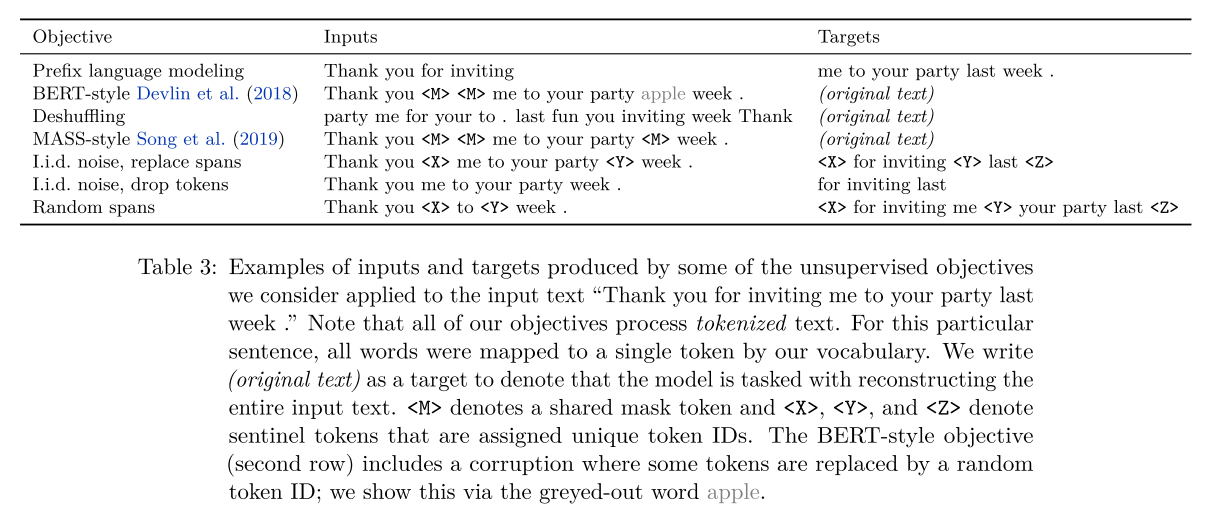 Objective Inputs Targets
Prefix language modeling Thank you for inviting me to your party last week .
BERT-style Devlin et al. (2018) Thank you <M> <M> me to your party apple week . (original text)
Deshuffling party me for your to . last fun you inviting week Thank (original text)
MASS-style Song et al. (2019) Thank you <M> <M> me to your party <M> week . (original text)
I.i.d. noise, replace spans Thank you <X> me to your party <Y> week . <X> for inviting <Y> last <Z>
I.i.d. noise, drop tokens Thank you me to your party week . for inviting last
Random spans Thank you <X> to <Y> week . <X> for inviting me <Y> your party last <Z>
Table 3: Examples of inputs and targets produced by some of the unsupervised objectives
we consider applied to the input text “Thank you for inviting me to your party last
week .” Note that all of our objectives process tokenized text. For this particular
sentence, all words were mapped to a single token by our vocabulary. We write
(original text) as a target to denote that the model is tasked with reconstructing the
entire input text. <M> denotes a shared mask token and <X>, <Y>, and <Z> denote
sentinel tokens that are assigned unique token IDs. The BERT-style objective
(second row) includes a corruption where some tokens are replaced by a random
token ID; we show this via the greyed-out word apple.